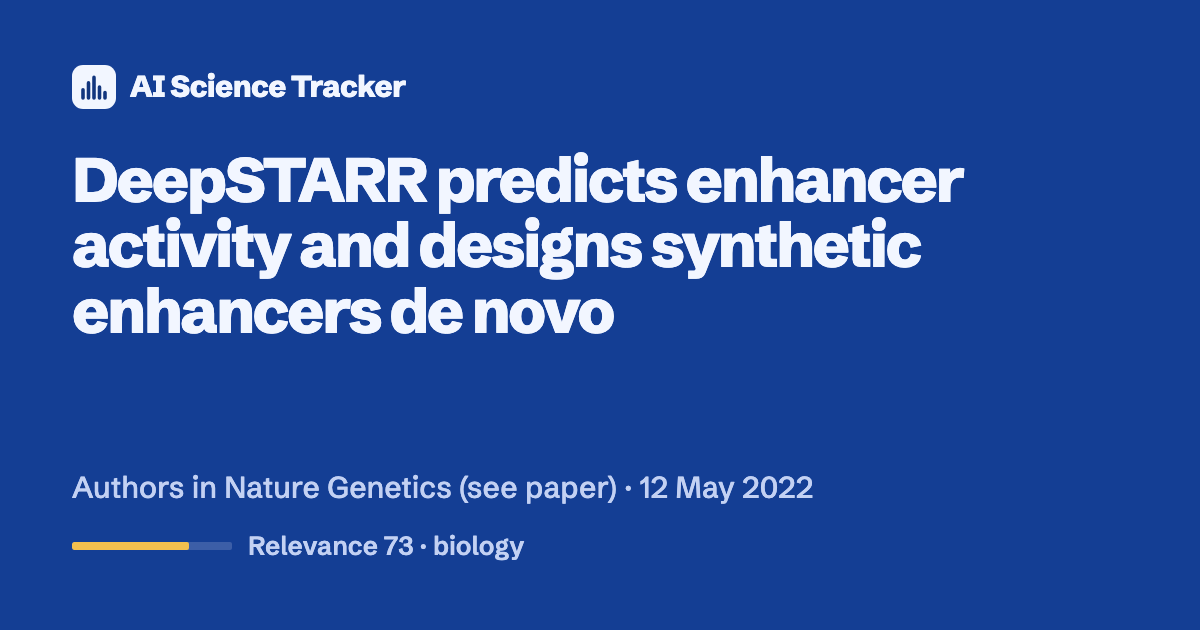 AI Science Tracker
DeepSTARR predicts enhancer
activity and designs synthetic
enhancers de novo
Authors in Nature Genetics (see paper) · 12 May 2022
Relevance 73 · biology